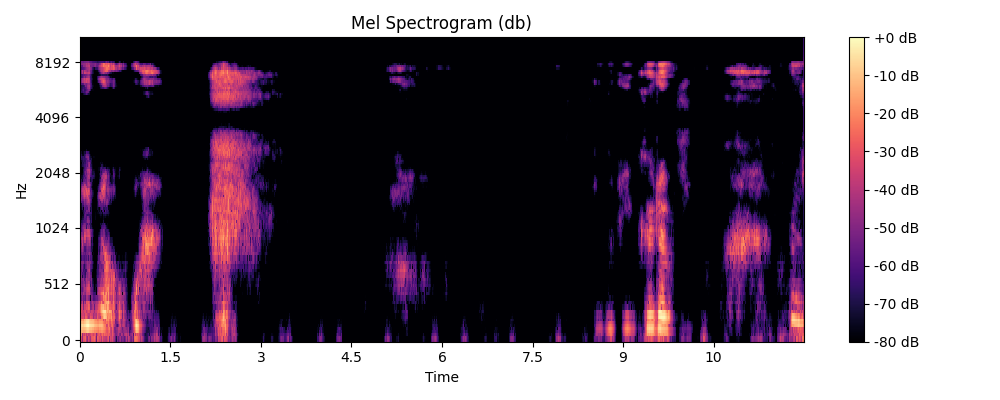 Mel Spectrogram (db)
Hz
8192
4096
2048
1024
512
0
0 1.5 3 4.5 6 7.5 9 10
Time
+0 dB
-10 dB
-20 dB
-30 dB
-40 dB
-50 dB
-60 dB
-70 dB
-80 dB